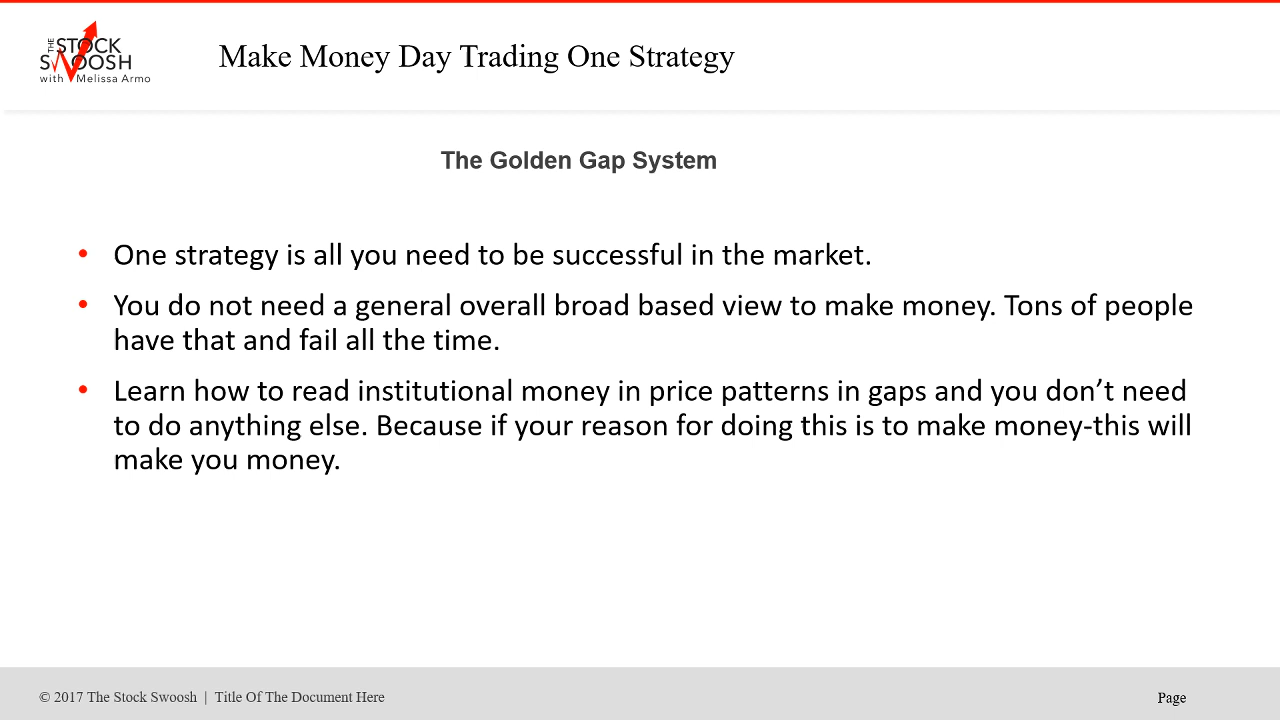 THE STOCK
SWOOSH
with Melissa Armo
Make Money Day Trading One Strategy
The Golden Gap System
• One strategy is all you need to be successful in the market.
• You do not need a general overall broad based view to make money. Tons of people
have that and fail all the time.
• Learn how to read institutional money in price patterns in gaps and you don’t need
to do anything else. Because if your reason for doing this is to make money-this will
make you money.
© 2017 The Stock Swoosh | Title Of The Document Here
Page